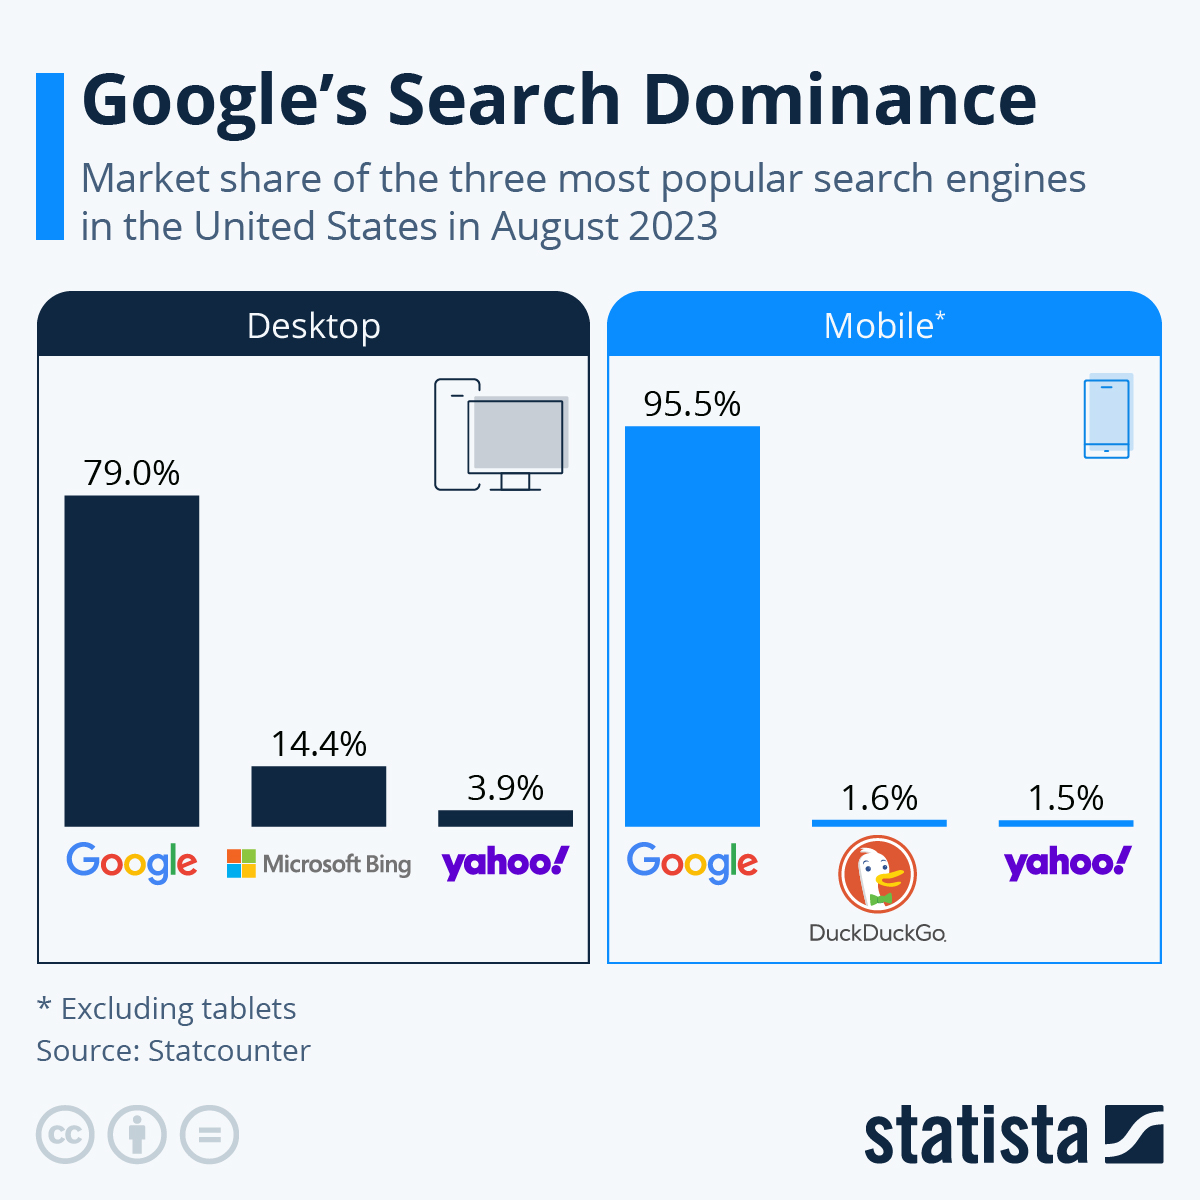 Google’s Search Dominance
Market share of the three most popular search engines
in the United States in August 2023
Desktop
79.0%
14.4%
3.9%
Google
Microsoft Bing
yahoo!
Mobile*
95.5%
1.6%
1.5%
Google
DuckDuckGo.
yahoo!
* Excluding tablets
Source: Statcounter
cc
statista